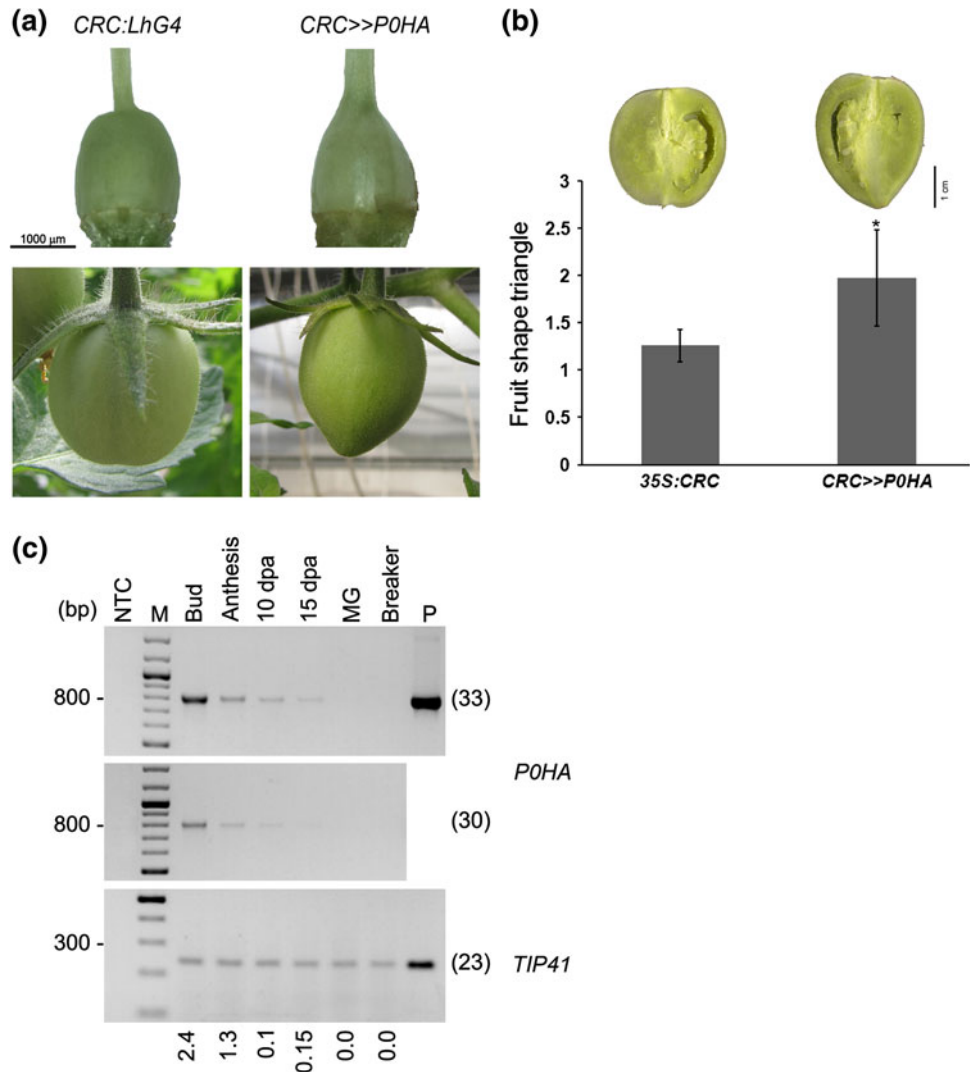 (a)
CRC:LhG4
CRC>>P0HA
1000 µm
(b)
1 cm
3
2.5
2
1.5
1
0.5
0
*
Fruit shape triangle
35S:CRC
CRC>>P0HA
(c)
(bp)
NTC
M
Bud
Anthesis
10 dpa
15 dpa
MG
Breaker
P
800 -
(33)
P0HA
800 -
(30)
300 -
(23)
TIP41
2.4
1.3
0.1
0.15
0.0
0.0